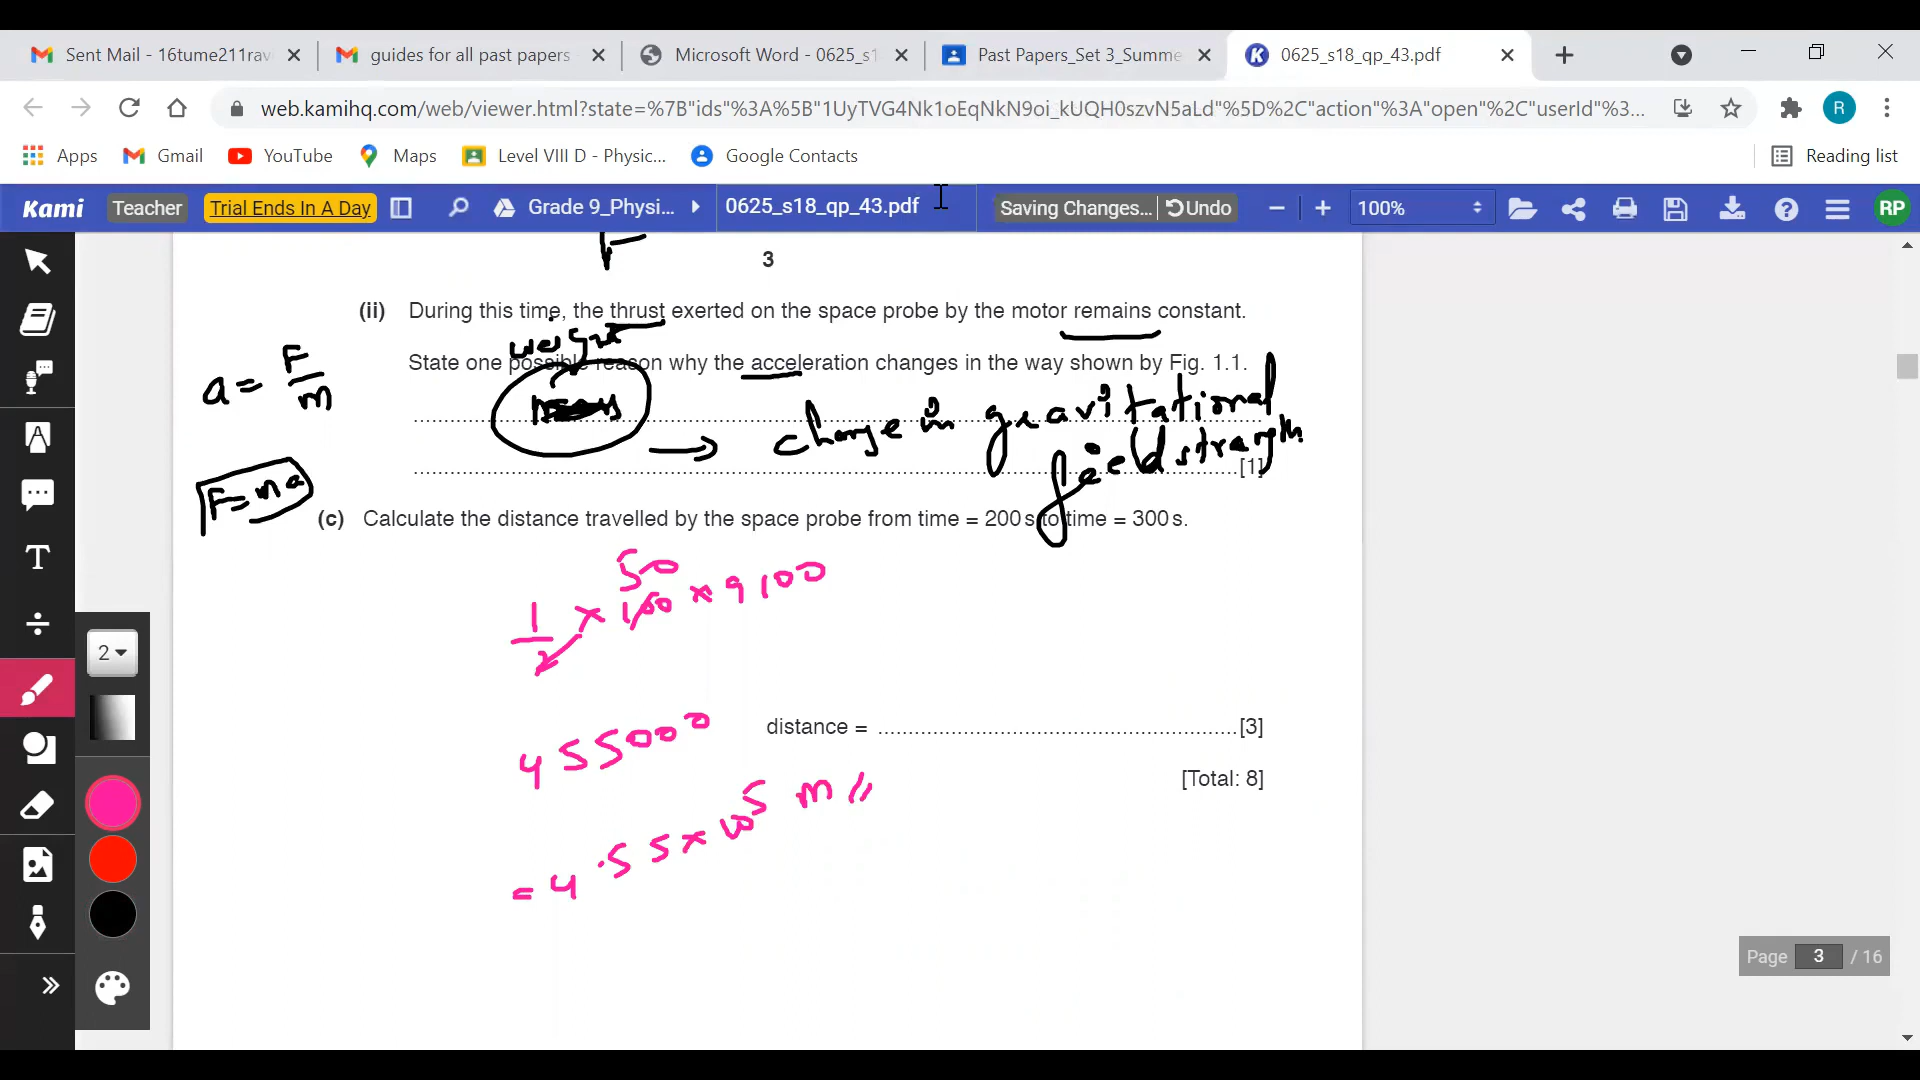 Sent Mail - 16tume211rav
guides for all past papers
Microsoft Word - 0625_s1
Past Papers_Set 3_Summe
0625_s18_qp_43.pdf
web.kamihq.com/web/viewer.html?state=%7B"ids"%3A%5B"1UyTVG4Nk1oEqNkN9oi_kUQH0szvN5aLd"%5D%2C"action"%3A"open"%2C"userId"%3...
R
Apps
Gmail
YouTube
Maps
Level VIII D - Physic...
Google Contacts
Reading list
Kami
Teacher
Trial Ends In A Day
Grade 9_Physi...
0625_s18_qp_43.pdf
Saving Changes...
Undo
100%
RP
3
(ii) During this time, the thrust exerted on the space probe by the motor remains constant.
weight
State one possible reason why the acceleration changes in the way shown by Fig. 1.1.
a = F/m
change in gravitational
field strength
[1]
F = ma
(c) Calculate the distance travelled by the space probe from time = 200 s to time = 300 s.
50
1/2 × 100 × 9100
455000
distance = ........................................................[3]
[Total: 8]
= 4.55 × 10⁵ m //
2
T
Page 3 / 16